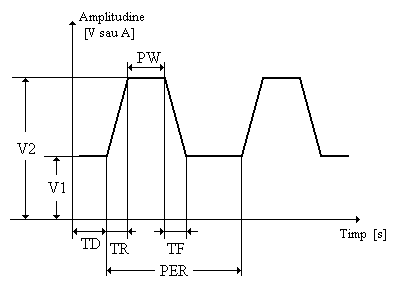 Amplitudine
[V sau A]
PW
V2
V1
Timp [s]
TD
TR
TF
PER